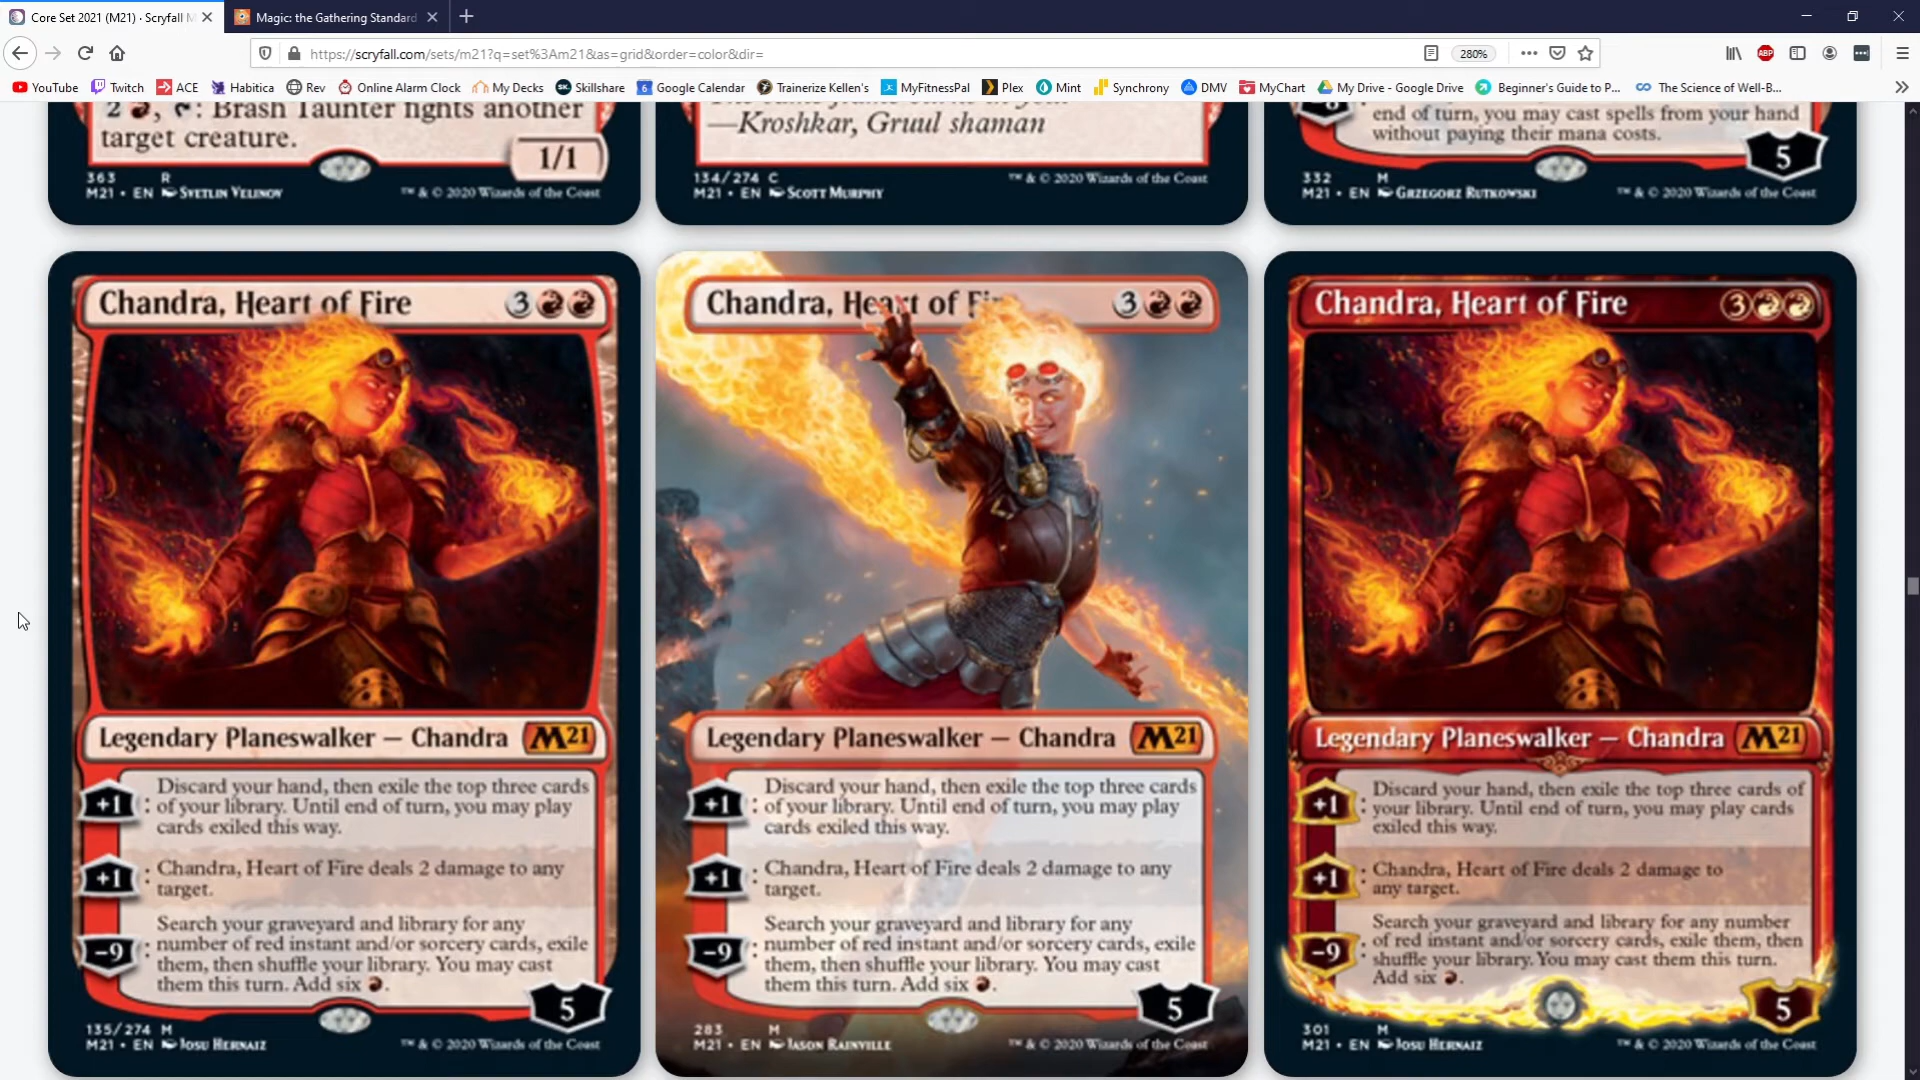 Core Set 2021 (M21) · Scryfall M
Magic: the Gathering Standard
https://scryfall.com/sets/m21?q=set%3Am21&as=grid&order=color&dir=
280%
YouTube
Twitch
ACE
Habitica
Rev
Online Alarm Clock
My Decks
Skillshare
Google Calendar
Trainerize Kellen's
MyFitnessPal
Plex
Mint
Synchrony
DMV
MyChart
My Drive - Google Drive
Beginner's Guide to P...
The Science of Well-B...
2 : Brash Taunter fights another
target creature.
1/1
363 R
M21 • EN Svetlin Velinov
™ & © 2020 Wizards of the Coast
—Kroshkar, Gruul shaman
134/274 C
M21 • EN Scott Murphy
™ & © 2020 Wizards of the Coast
end of turn, you may cast spells from your hand
without paying their mana costs.
5
332 M
M21 • EN Grzegorz Rutkowski
™ & © 2020 Wizards of the Coast
Chandra, Heart of Fire 3
Legendary Planeswalker — Chandra M21
+1 : Discard your hand, then exile the top three cards
of your library. Until end of turn, you may play
cards exiled this way.
+1 : Chandra, Heart of Fire deals 2 damage to any
target.
−9 : Search your graveyard and library for any
number of red instant and/or sorcery cards, exile
them, then shuffle your library. You may cast
them this turn. Add six .
5
135/274 M
M21 • EN Josu Hernaiz
™ & © 2020 Wizards of the Coast
Chandra, Heart of Fire 3
Legendary Planeswalker — Chandra M21
+1 : Discard your hand, then exile the top three cards
of your library. Until end of turn, you may play
cards exiled this way.
+1 : Chandra, Heart of Fire deals 2 damage to any
target.
−9 : Search your graveyard and library for any
number of red instant and/or sorcery cards, exile
them, then shuffle your library. You may cast
them this turn. Add six .
5
283 M
M21 • EN Jason Rainville
™ & © 2020 Wizards of the Coast
Chandra, Heart of Fire 3
Legendary Planeswalker — Chandra M21
+1 : Discard your hand, then exile the top three cards of
your library. Until end of turn, you may play cards
exiled this way.
+1 : Chandra, Heart of Fire deals 2 damage to
any target.
−9 : Search your graveyard and library for any number
of red instant and/or sorcery cards, exile them, then
shuffle your library. You may cast them this turn.
Add six .
5
301 M
M21 • EN Josu Hernaiz
™ & © 2020 Wizards of the Coast